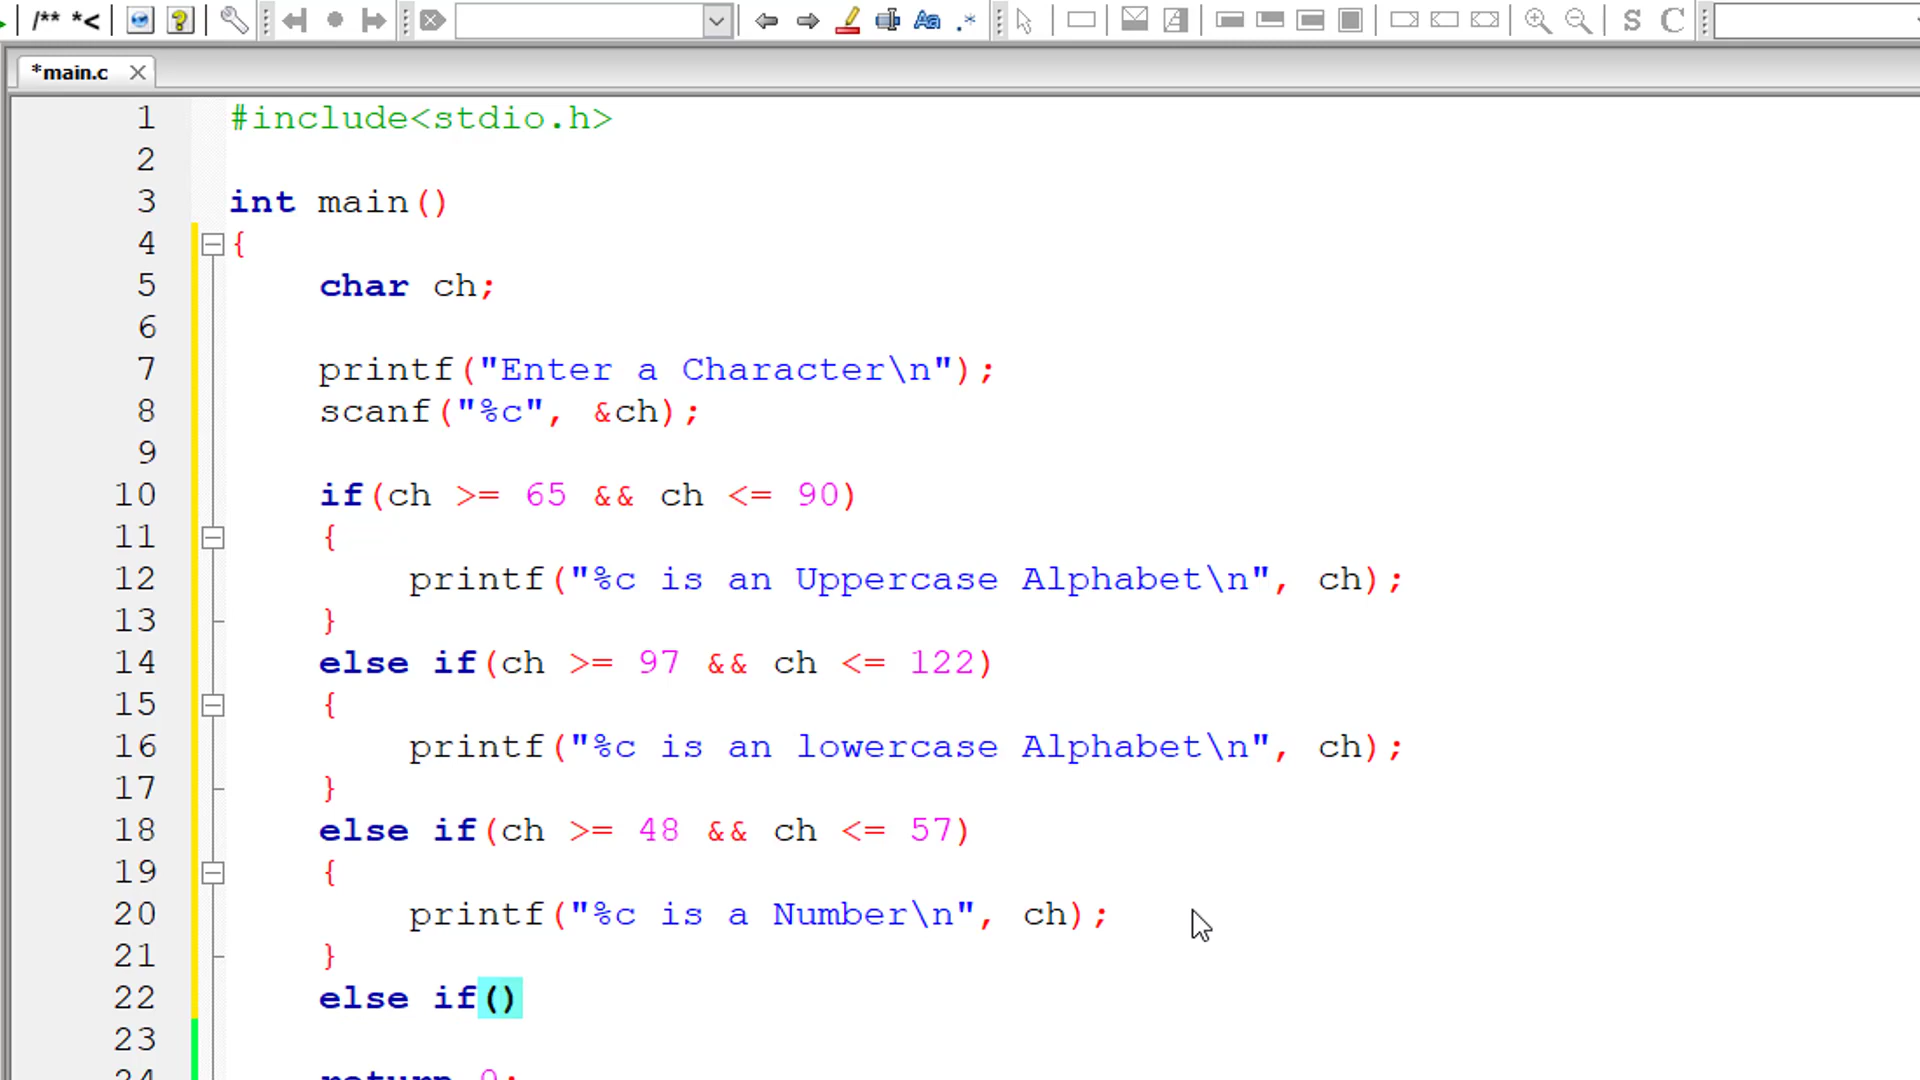 /** *<
*main.c
1 #include<stdio.h>
2
3 int main()
4 {
5 char ch;
6
7 printf("Enter a Character\n");
8 scanf("%c", &ch);
9
10 if(ch >= 65 && ch <= 90)
11 {
12 printf("%c is an Uppercase Alphabet\n", ch);
13 }
14 else if(ch >= 97 && ch <= 122)
15 {
16 printf("%c is an lowercase Alphabet\n", ch);
17 }
18 else if(ch >= 48 && ch <= 57)
19 {
20 printf("%c is a Number\n", ch);
21 }
22 else if()
23
24 return 0;